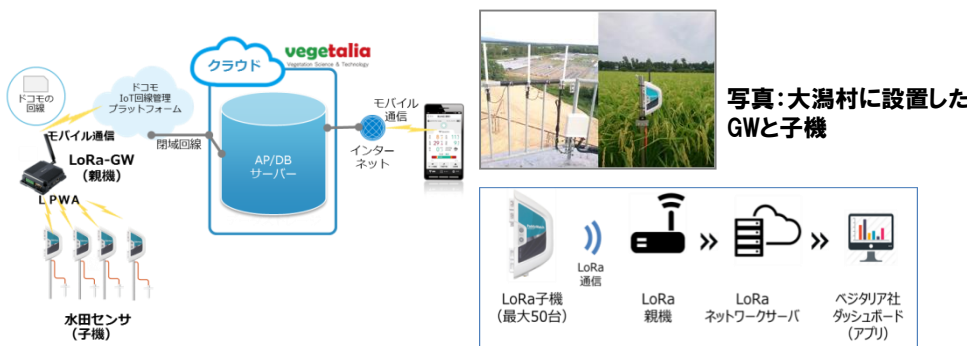 ドコモの
回線
ドコモ
IoT回線管理
プラットフォーム
モバイル通信
LoRa-GW
(親機)
LPWA
水田センサ
(子機)
閉域回線
クラウド
vegetalia
Vegetation Science & Technology
AP/DB
サーバー
モバイル
通信
インター
ネット
写真：大潟村に設置した
GWと子機
LoRa
通信
LoRa子機
(最大50台)
LoRa
親機
LoRa
ネットワークサーバ
ベジタリア社
ダッシュボード
(アプリ)